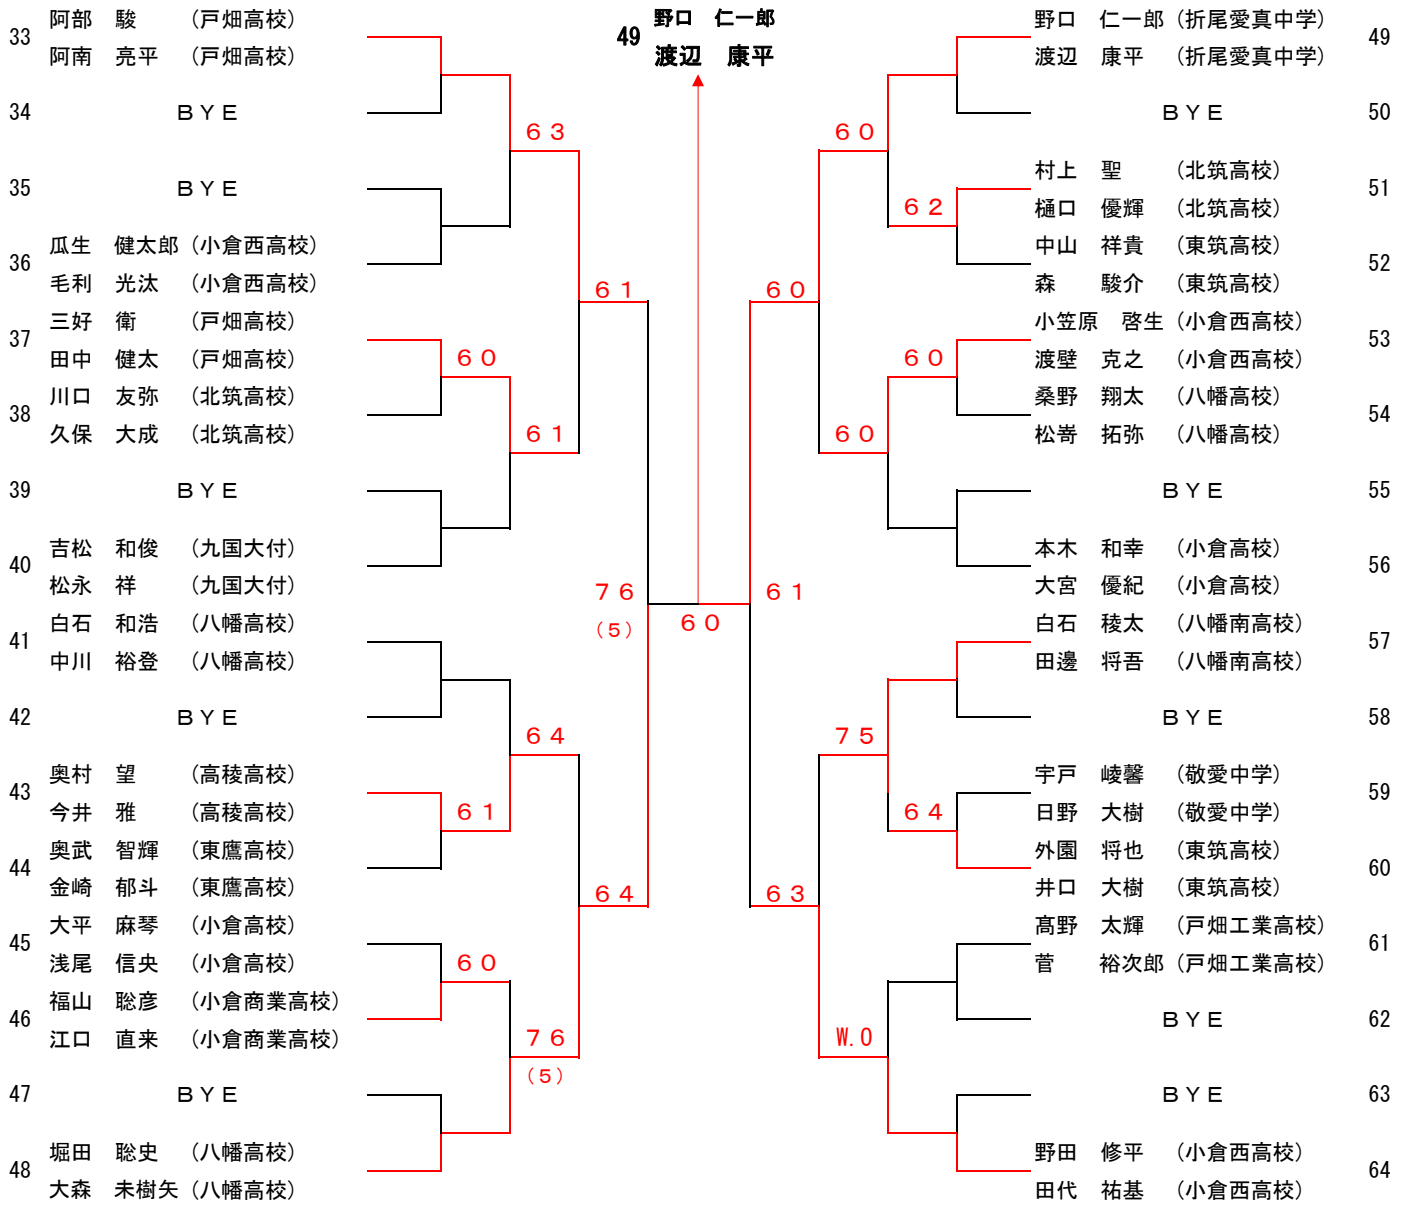 49
野口 仁一郎
渡辺 康平
33
阿部 駿 (戸畑高校)
阿南 亮平 (戸畑高校)
34
ＢＹＥ
63
35
ＢＹＥ
36
瓜生 健太郎 (小倉西高校)
毛利 光汰 (小倉西高校)
61
37
三好 衛 (戸畑高校)
田中 健太 (戸畑高校)
60
38
川口 友弥 (北筑高校)
久保 大成 (北筑高校)
61
39
ＢＹＥ
40
吉松 和俊 (九国大付)
松永 祥 (九国大付)
76
(5)
41
白石 和浩 (八幡高校)
中川 裕登 (八幡高校)
42
ＢＹＥ
64
43
奥村 望 (高稜高校)
今井 雅 (高稜高校)
61
44
奥武 智輝 (東鷹高校)
金崎 郁斗 (東鷹高校)
64
45
大平 麻琴 (小倉高校)
浅尾 信央 (小倉高校)
60
46
福山 聡彦 (小倉商業高校)
江口 直来 (小倉商業高校)
76
(5)
47
ＢＹＥ
48
堀田 聡史 (八幡高校)
大森 未樹矢 (八幡高校)
60
野口 仁一郎 (折尾愛真中学)
渡辺 康平 (折尾愛真中学)
49
ＢＹＥ
50
60
村上 聖 (北筑高校)
樋口 優輝 (北筑高校)
51
62
中山 祥貴 (東筑高校)
森 駿介 (東筑高校)
52
60
小笠原 啓生 (小倉西高校)
渡壁 克之 (小倉西高校)
53
60
桑野 翔太 (八幡高校)
松嵜 拓弥 (八幡高校)
54
60
ＢＹＥ
55
本木 和幸 (小倉高校)
大宮 優紀 (小倉高校)
56
61
白石 稜太 (八幡南高校)
田邊 将吾 (八幡南高校)
57
ＢＹＥ
58
75
宇戸 崚馨 (敬愛中学)
日野 大樹 (敬愛中学)
59
64
外園 将也 (東筑高校)
井口 大樹 (東筑高校)
60
63
髙野 太輝 (戸畑工業高校)
菅 裕次郎 (戸畑工業高校)
61
ＢＹＥ
62
W.O
ＢＹＥ
63
野田 修平 (小倉西高校)
田代 祐基 (小倉西高校)
64